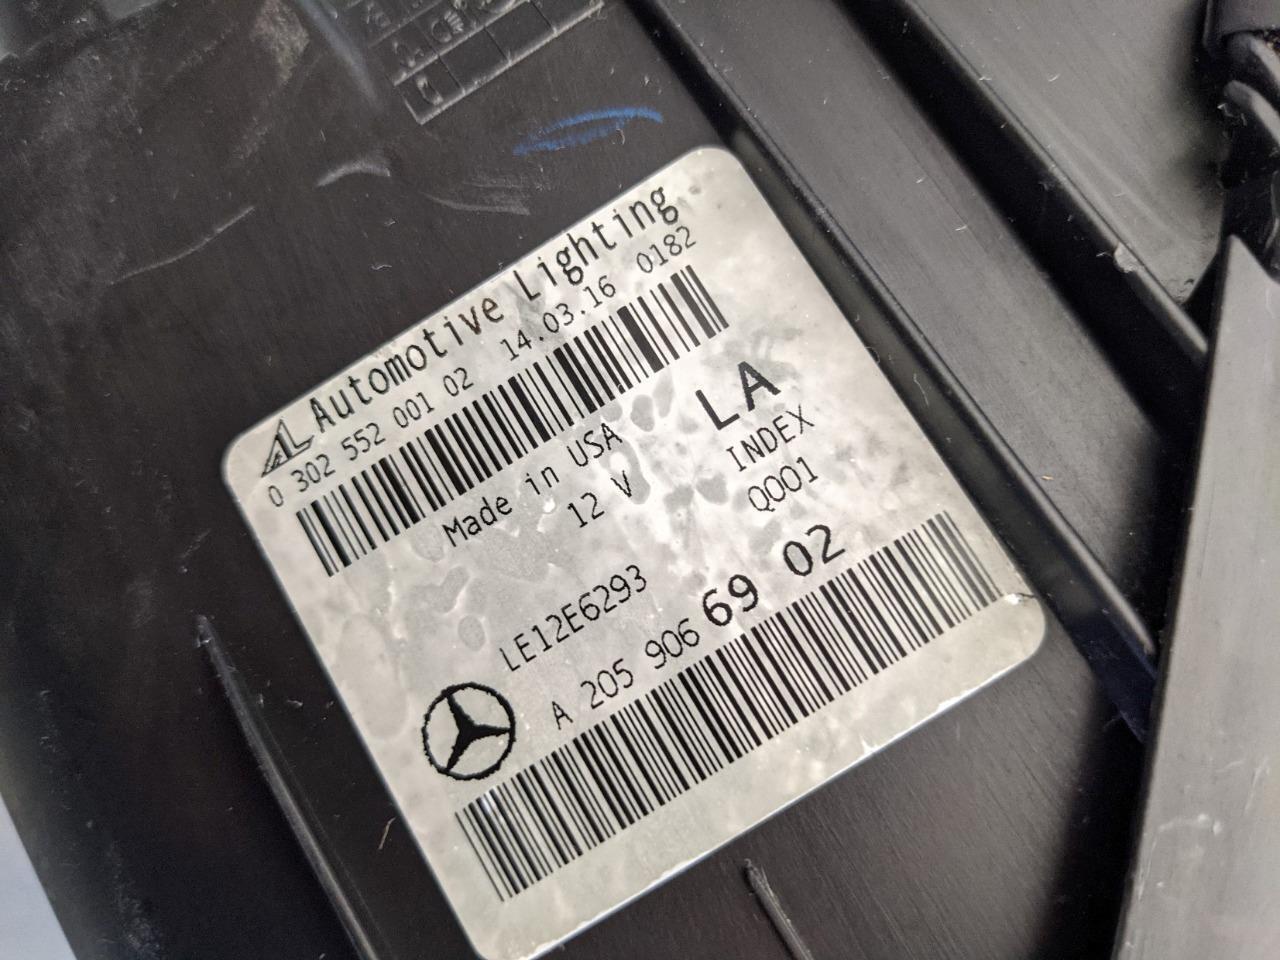 AL Automotive Lighting
0 302 552 001 02 14.03.16 0182
Made in USA
12 V
LA
INDEX
Q001
LE12E6293
A 205 906 69 02